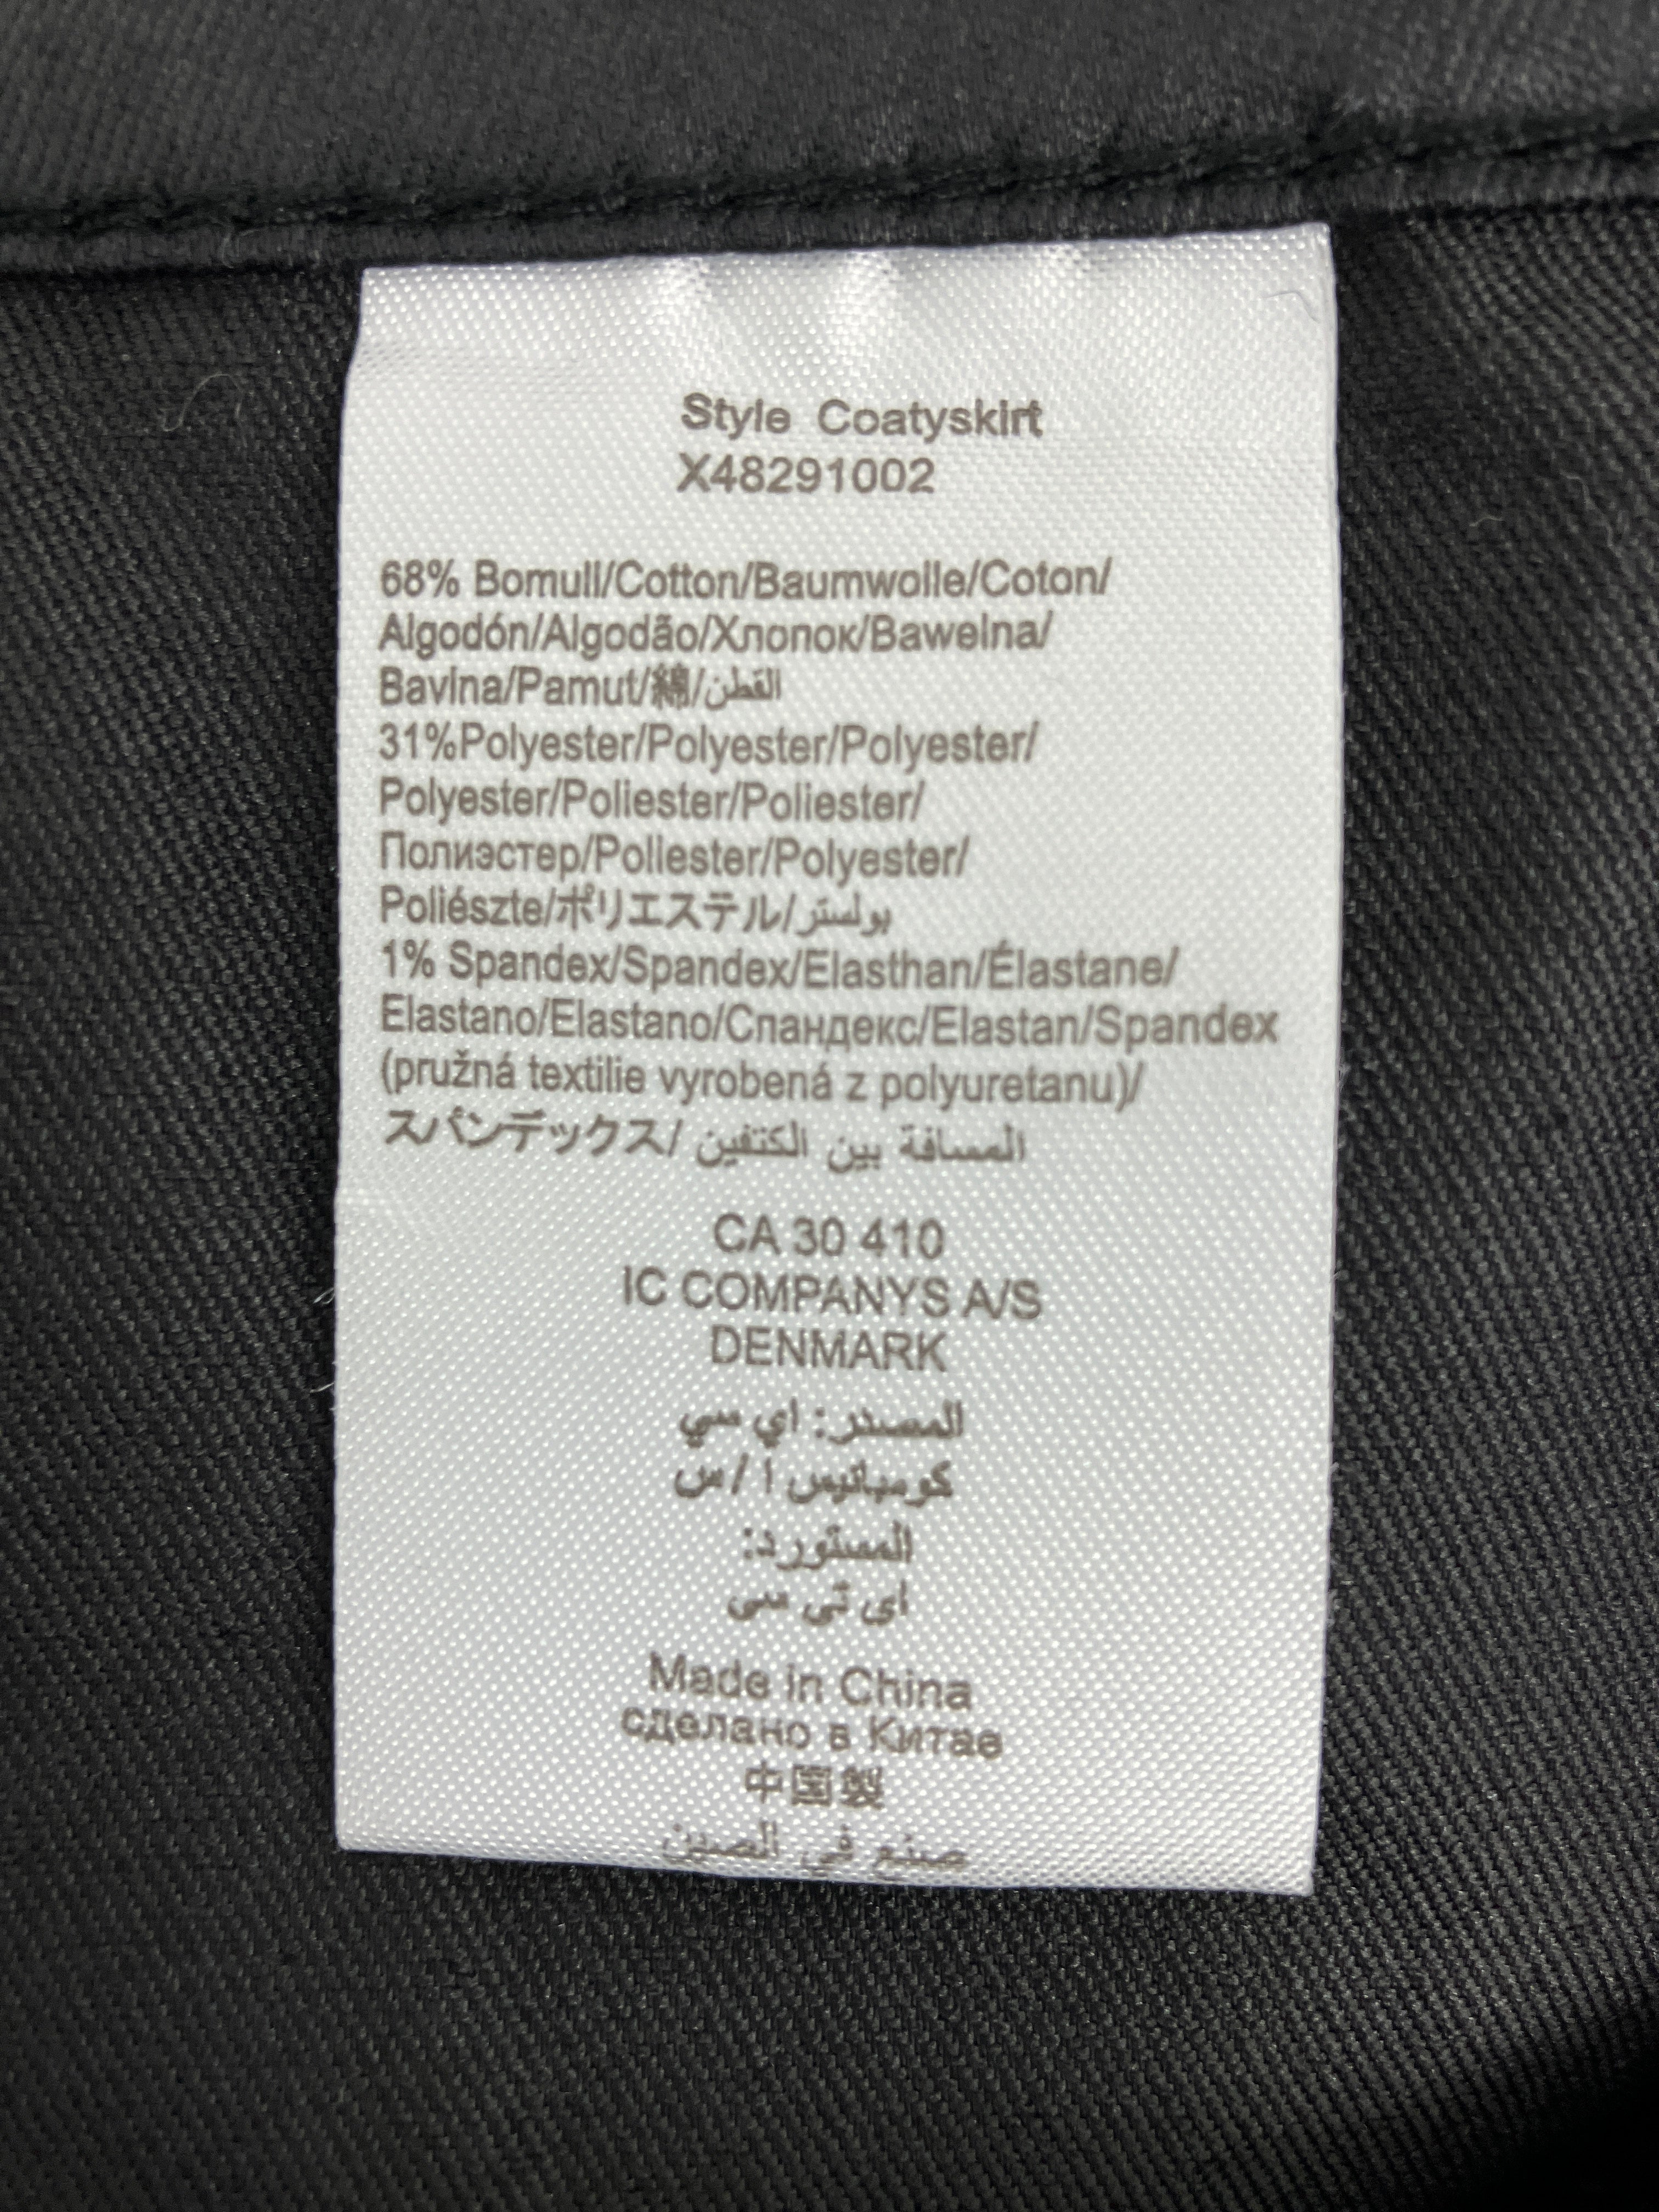 Style Coatyskirt
X48291002
68% Bomull/Cotton/Baumwolle/Coton/
Algodón/Algodão/Хлопок/Bawelna/
Bavlna/Pamut/綿/القطن
31%Polyester/Polyester/Polyester/
Polyester/Poliester/Poliester/
Полиэстер/Poliester/Polyester/
Poliészte/ポリエステル/بولستر
1% Spandex/Spandex/Elasthan/Élastane/
Elastano/Elastano/Спандекс/Elastan/Spandex
(pružná textilie vyrobená z polyuretanu)/
スパンデックス/ المسافة بين الكتفين
CA 30 410
IC COMPANYS A/S
DENMARK
المصدر: اي سي
كومبانيس ا/س
المستورد:
اى تى سى
Made in China
сделано в Китае
中国製
صنع في الصين